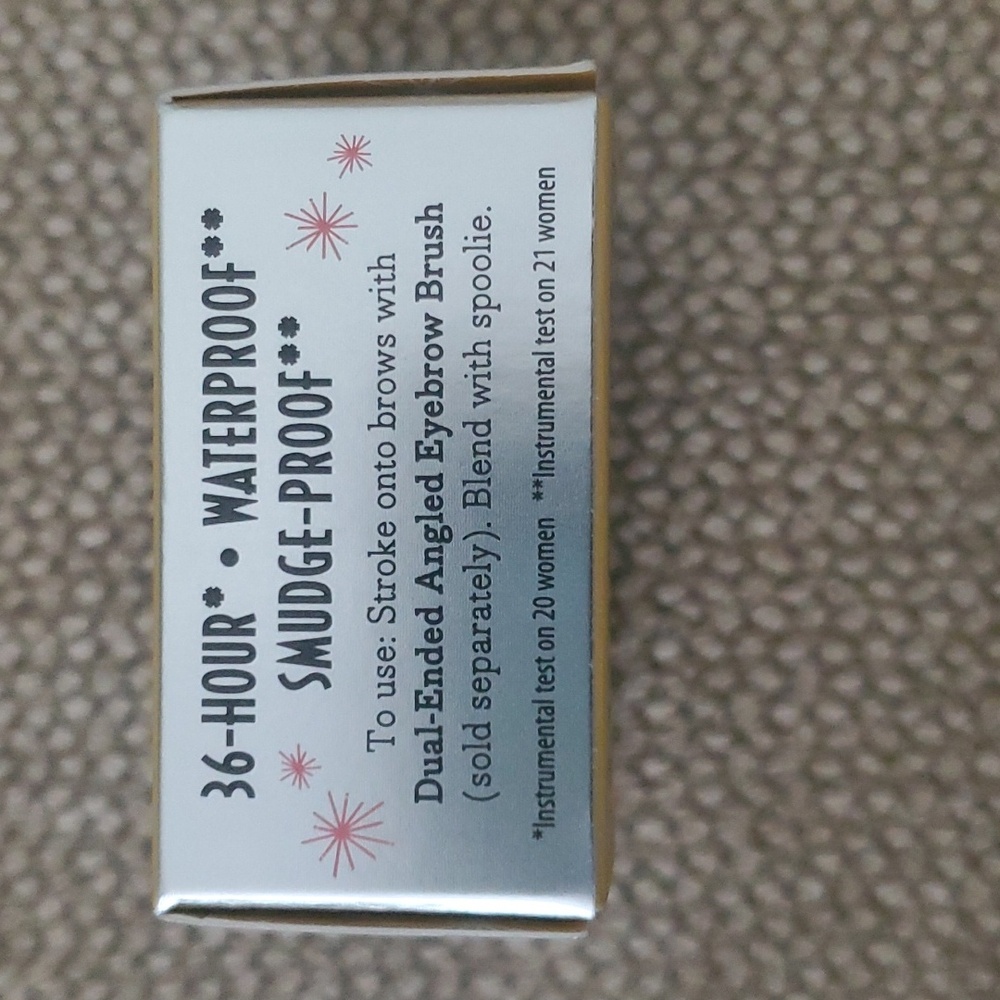 36-HOUR* • WATERPROOF**
SMUDGE-PROOF**
To use: Stroke onto brows with
Dual-Ended Angled Eyebrow Brush
(sold separately). Blend with spoolie.
*Instrumental test on 20 women **Instrumental test on 21 women